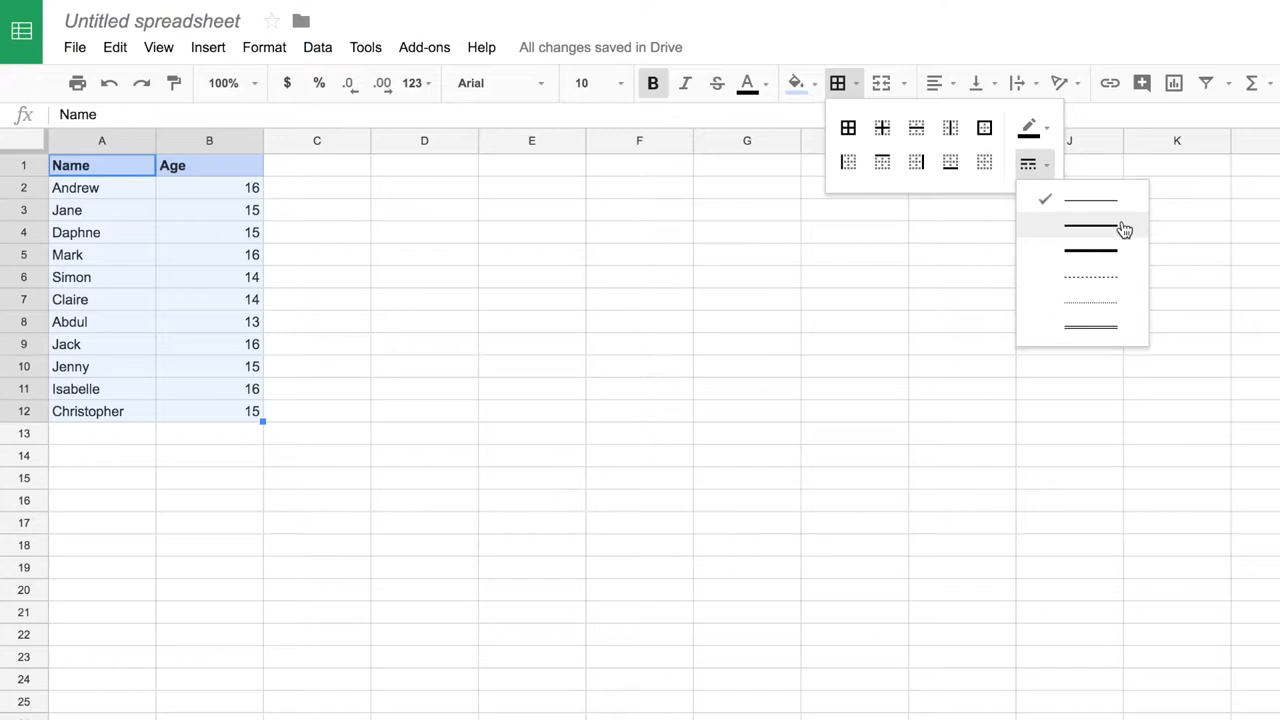 Untitled spreadsheet
File Edit View Insert Format Data Tools Add-ons Help All changes saved in Drive
100% $ % .0 .00 123 Arial 10 B I S A Σ
fx Name
A B C D E F G J K
1 Name Age
2 Andrew 16
3 Jane 15
4 Daphne 15
5 Mark 16
6 Simon 14
7 Claire 14
8 Abdul 13
9 Jack 16
10 Jenny 15
11 Isabelle 16
12 Christopher 15
13
14
15
16
17
18
19
20
21
22
23
24
25